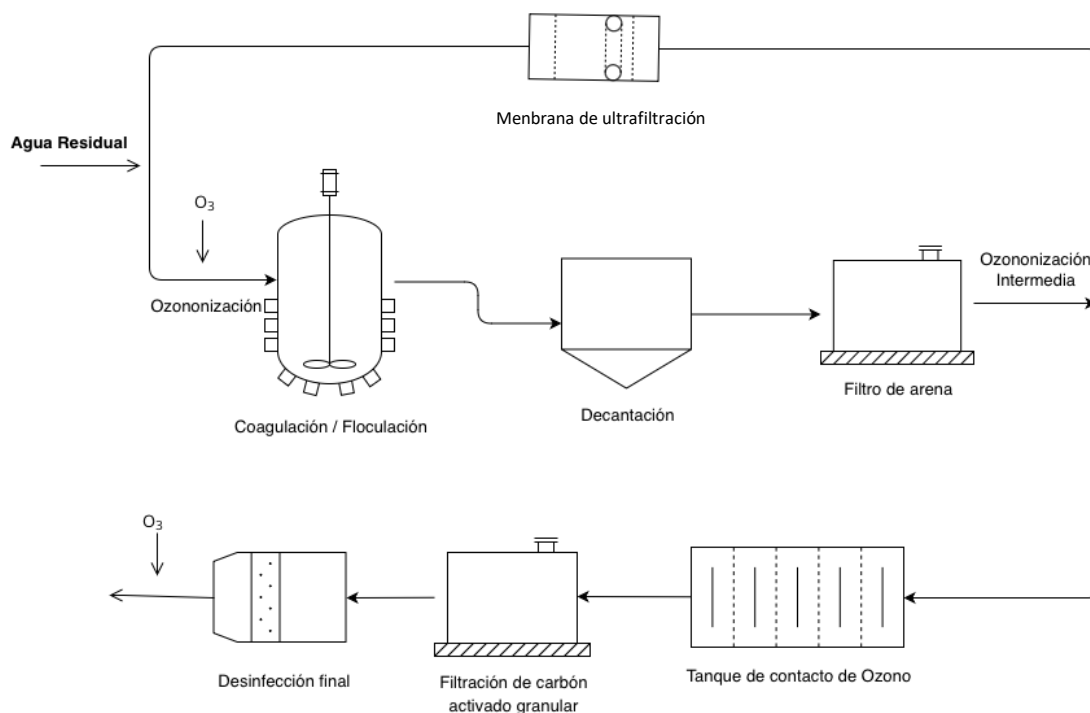 Menbrana de ultrafiltración
Agua Residual
O₃
Ozononización
Coagulación / Floculación
Decantación
Filtro de arena
Ozononización
Intermedia
O₃
Desinfección final
Filtración de carbón
activado granular
Tanque de contacto de Ozono